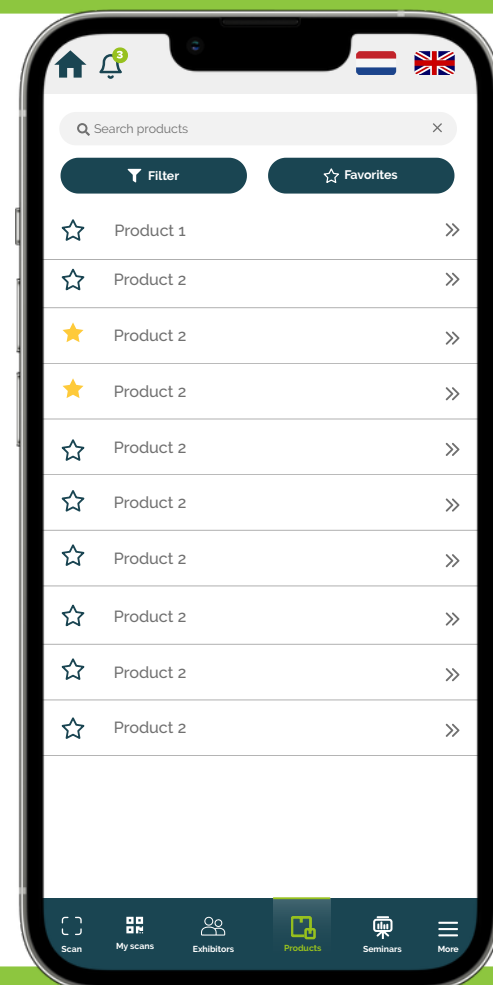 3
Search products
Filter
Favorites
Product 1
Product 2
Product 2
Product 2
Product 2
Product 2
Product 2
Product 2
Product 2
Product 2
Scan
My scans
Exhibitors
Products
Seminars
More